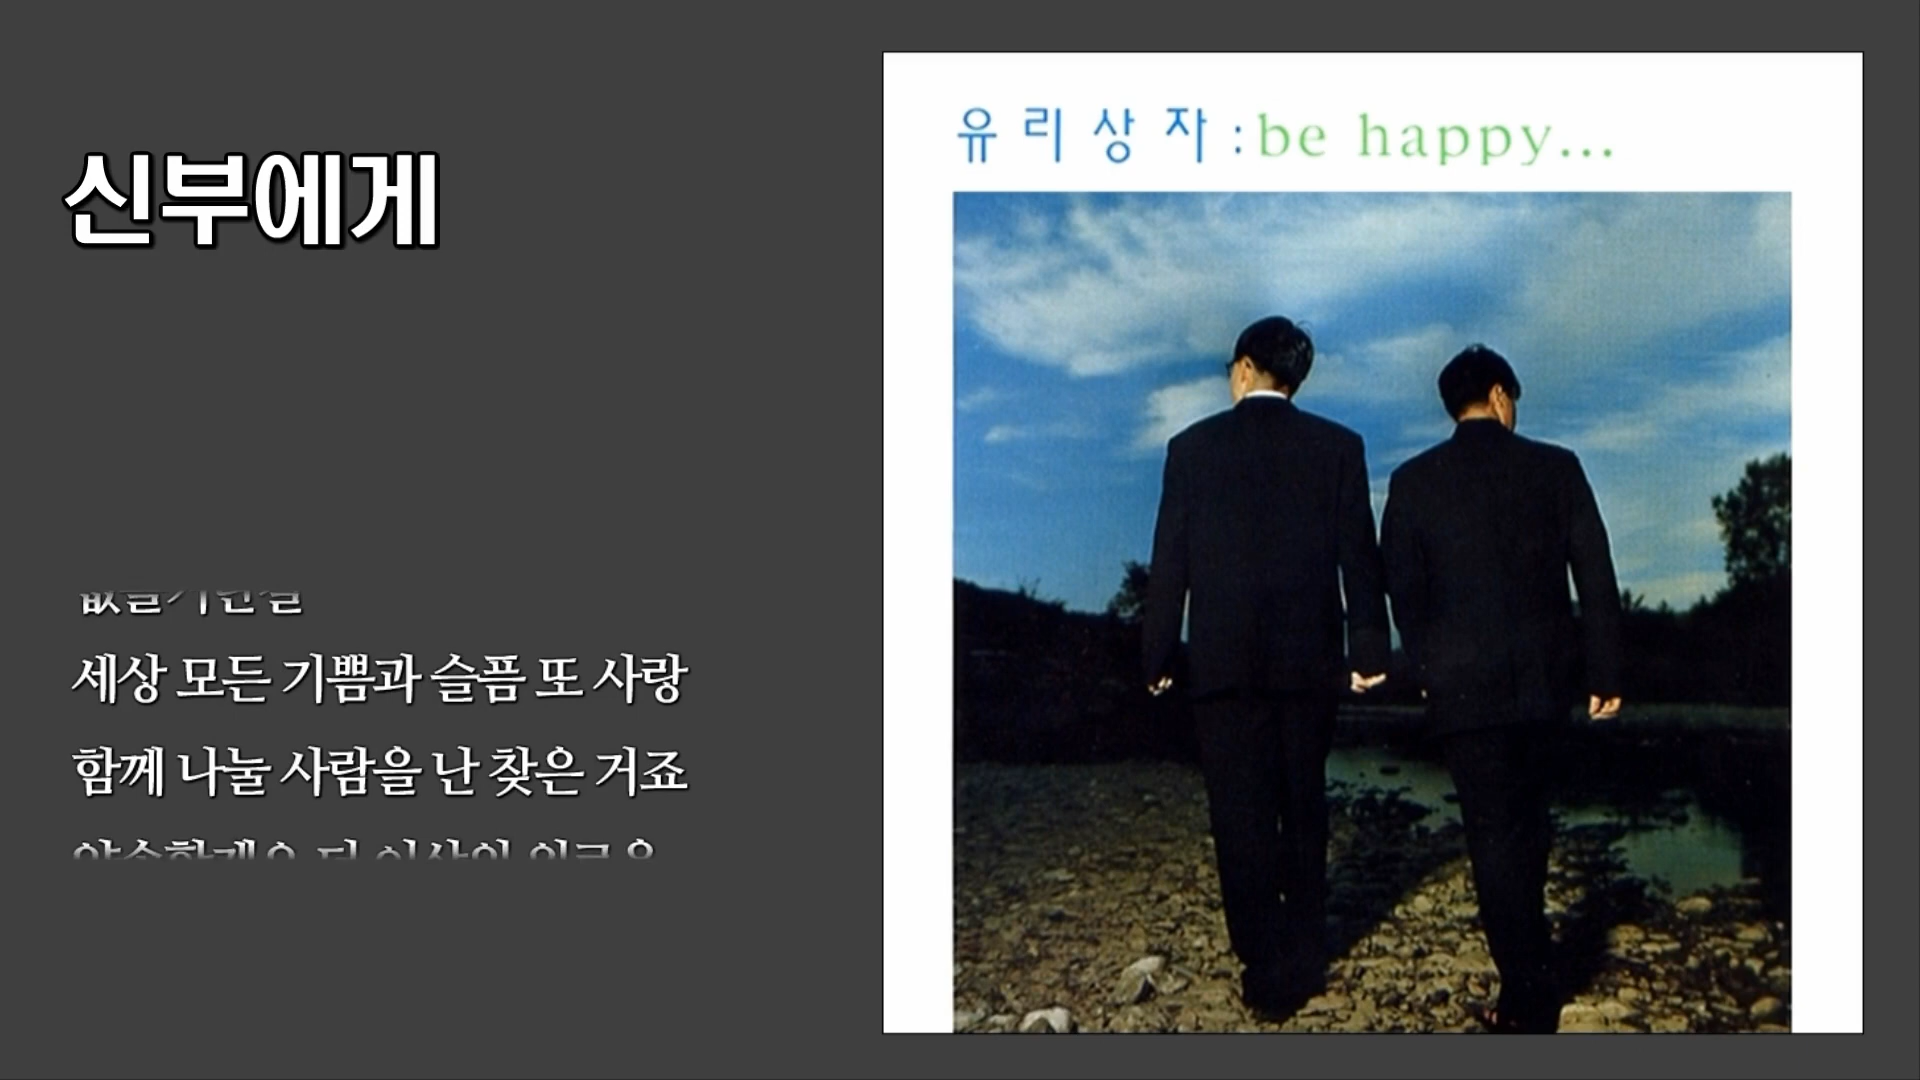 신부에게
세상 모든 기쁨과 슬픔 또 사랑
함께 나눌 사람을 난 찾은 거죠
유리상자:be happy...